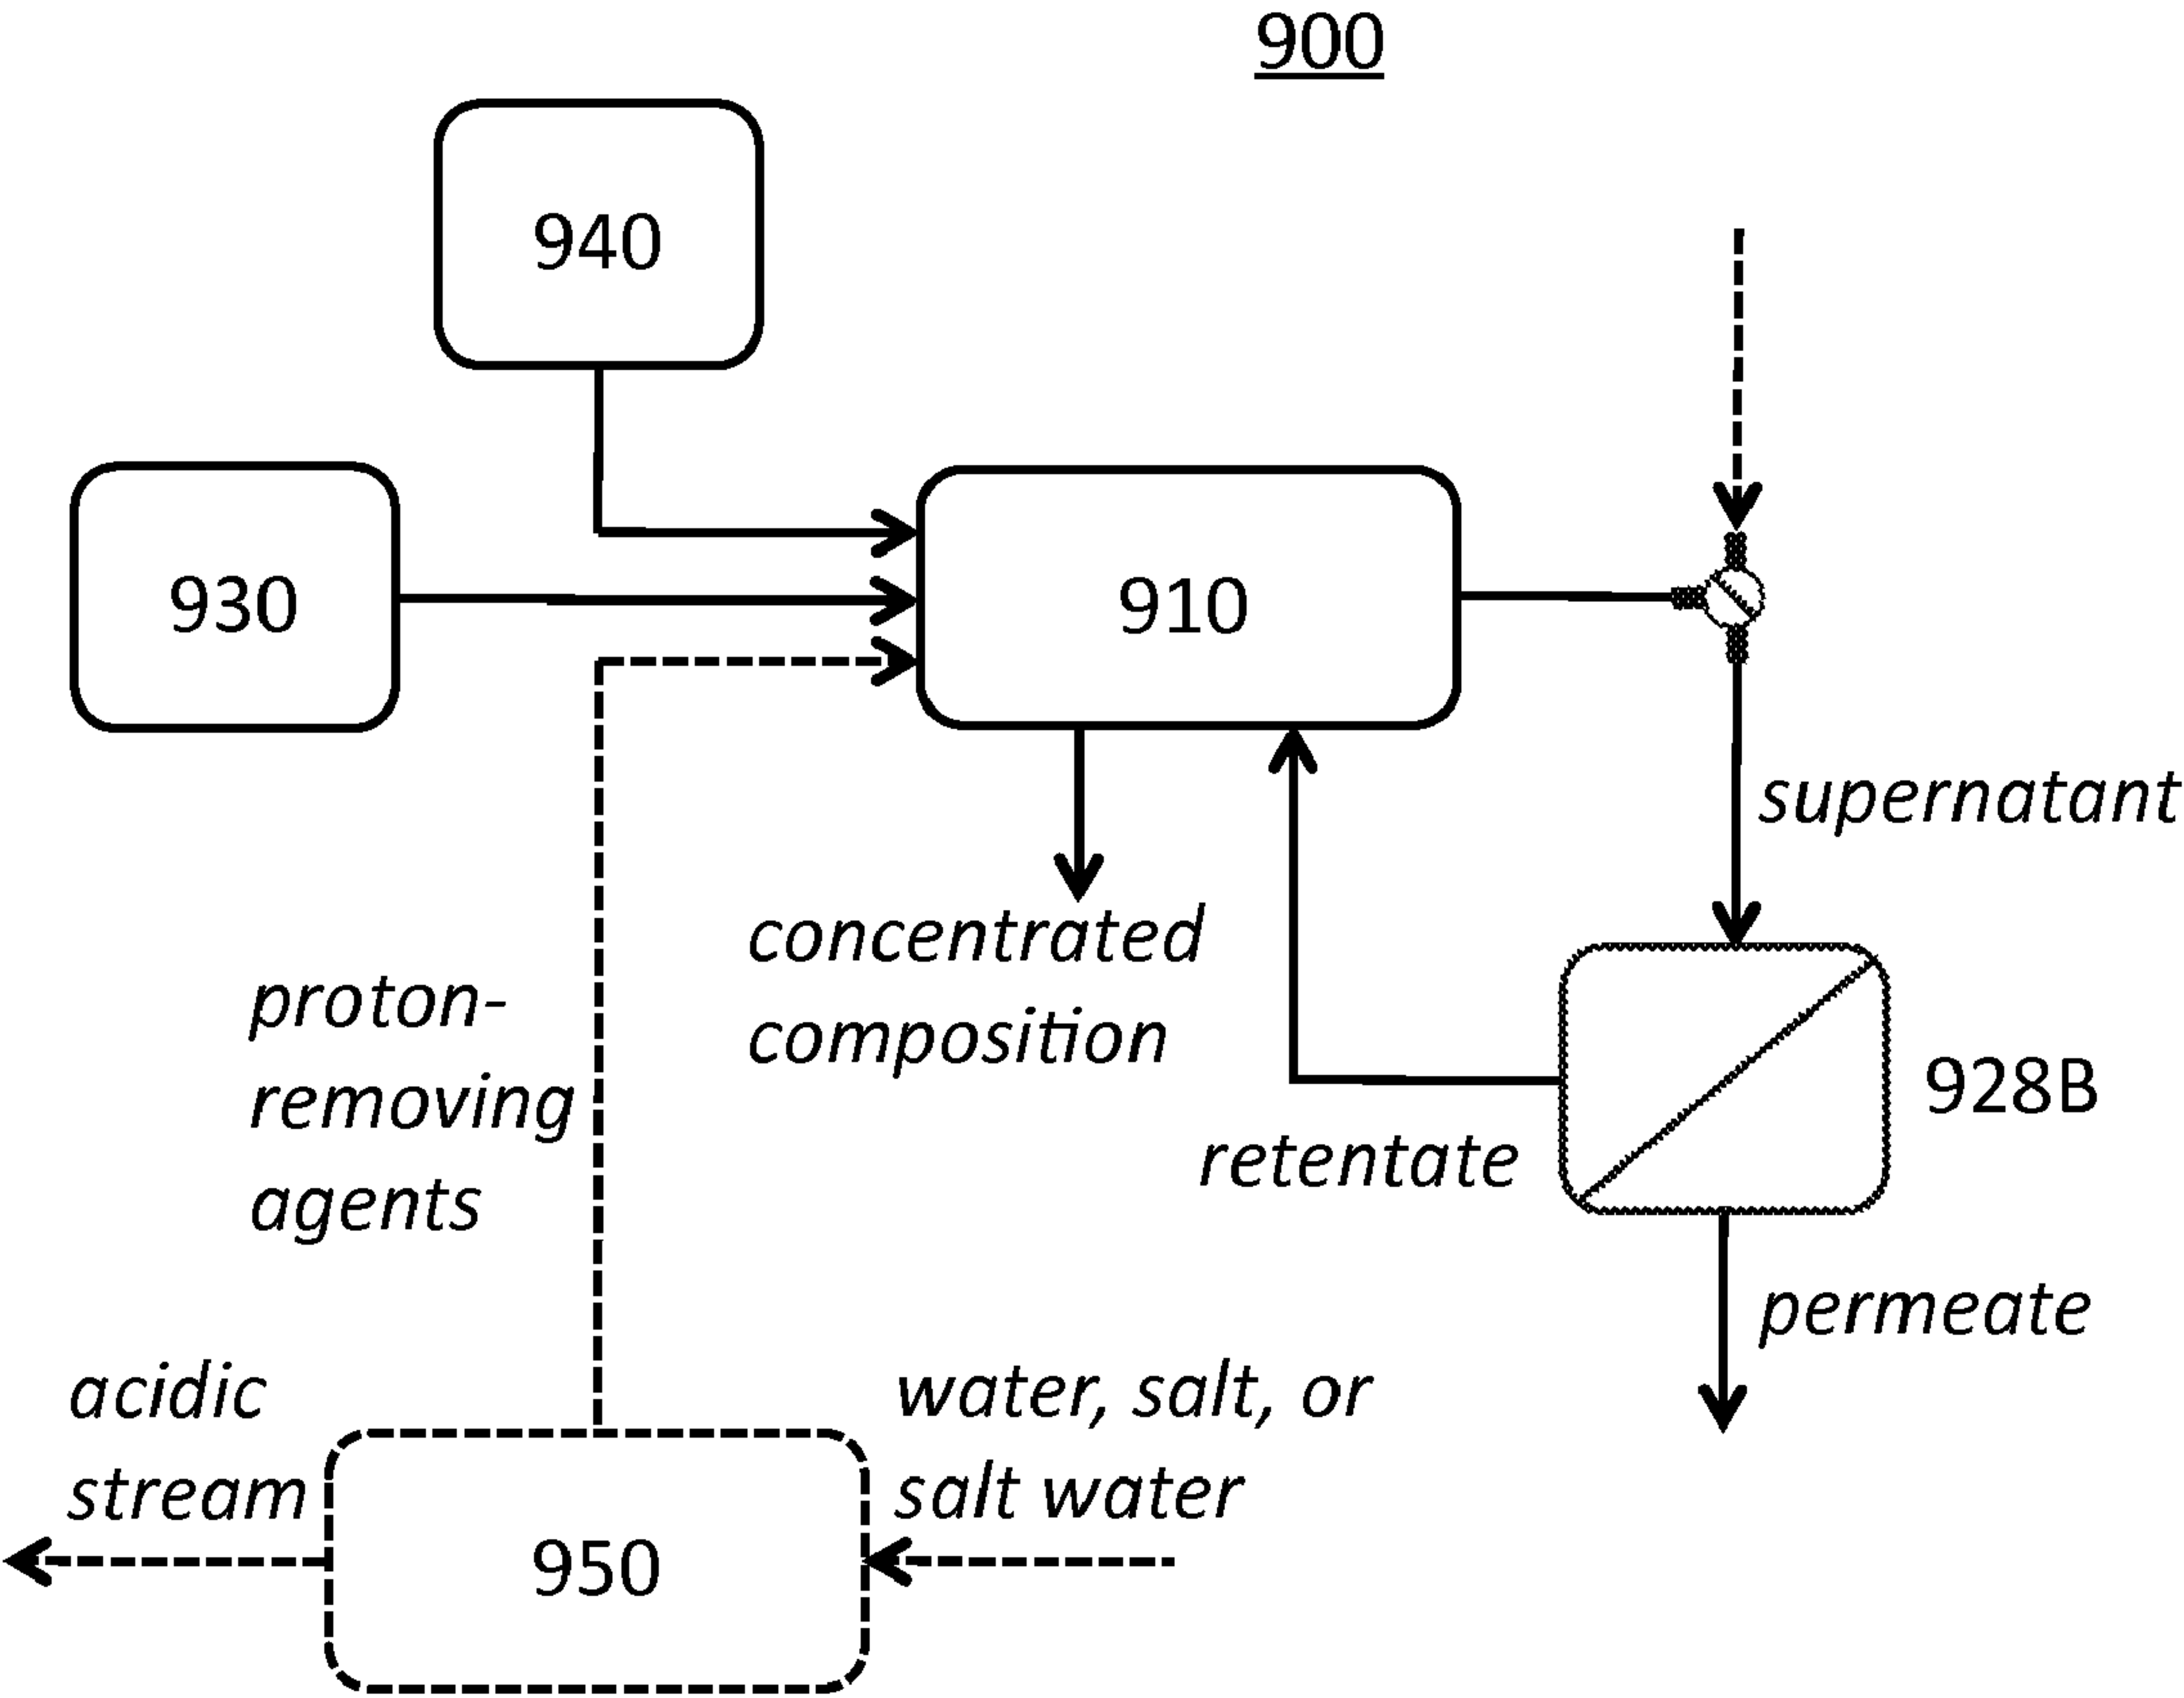 900
940
930
910
supernatant
concentrated
composition
proton-
removing
agents
928B
retentate
permeate
acidic
stream
water, salt, or
salt water
950